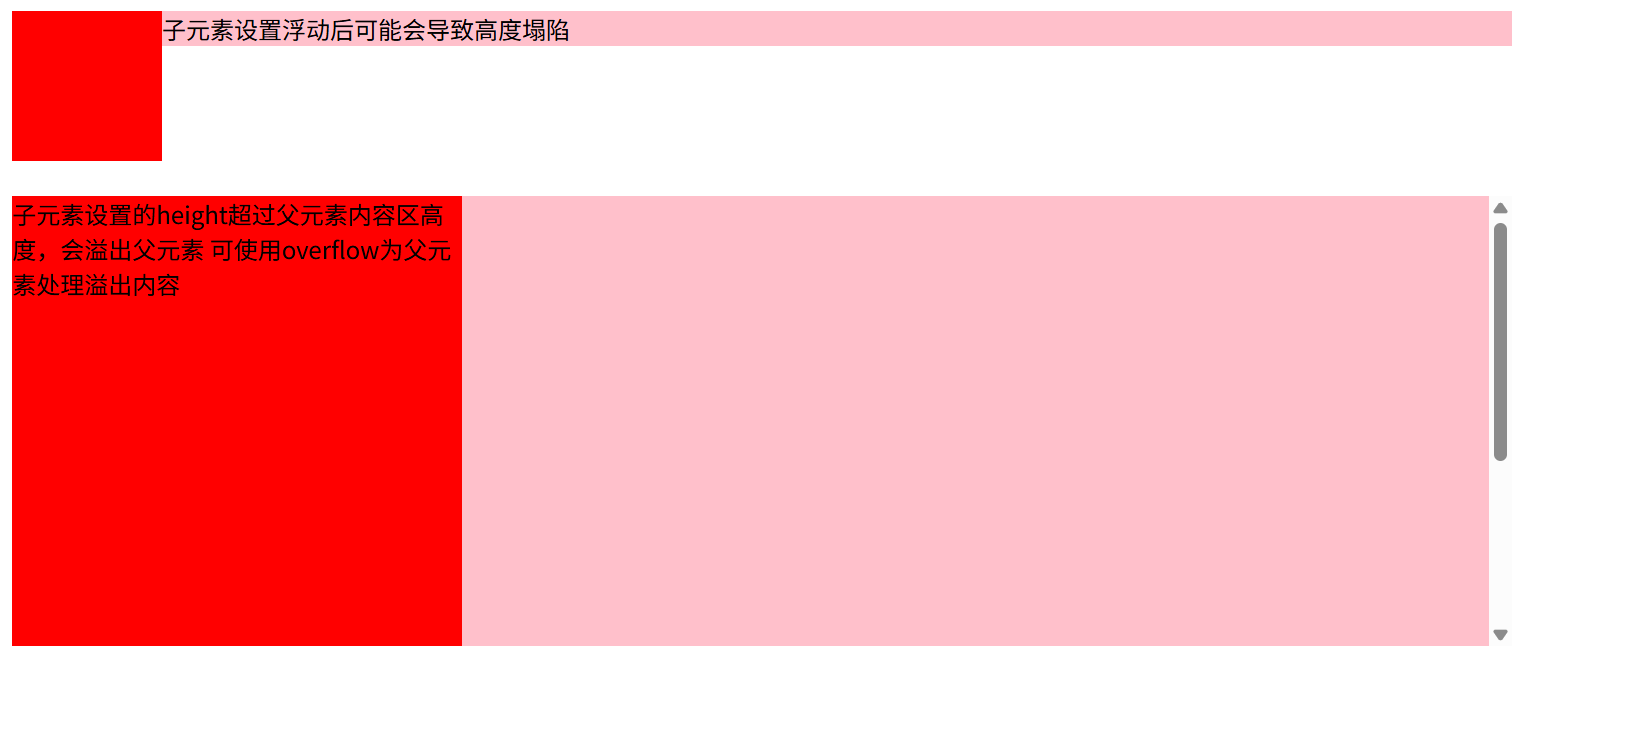 子元素设置浮动后可能会导致高度塌陷
子元素设置的height超过父元素内容区高
度，会溢出父元素 可使用overflow为父元
素处理溢出内容